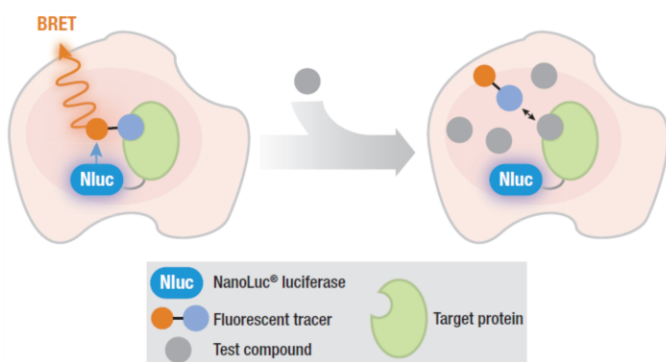 BRET
Nluc
Nluc
Nluc NanoLuc® luciferase
Fluorescent tracer
Test compound
Target protein